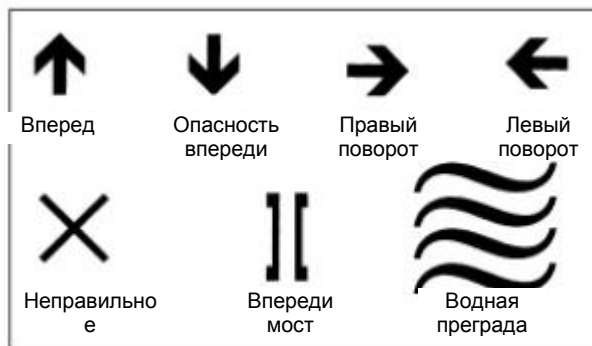 Вперед
Опасность
впереди
Правый
поворот
Левый
поворот
Неправильно
е
Впереди
мост
Водная
преграда